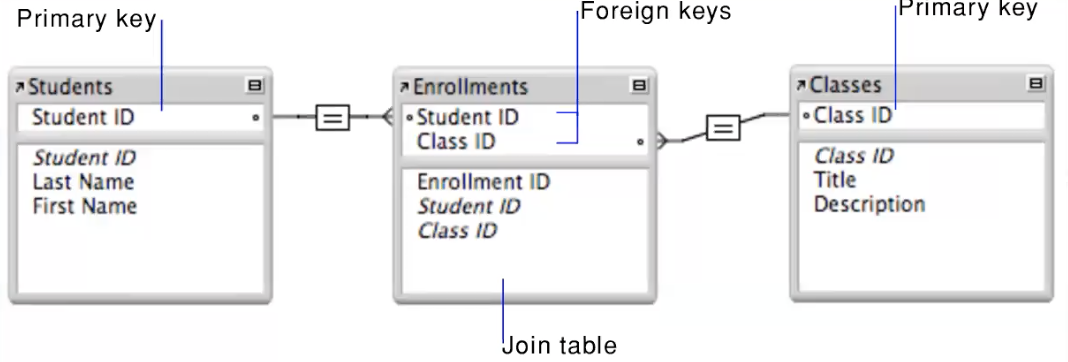 Primary key
Foreign keys
Primary key
Students
Student ID
Student ID
Last Name
First Name
Enrollments
Student ID
Class ID
Enrollment ID
Student ID
Class ID
Classes
Class ID
Class ID
Title
Description
Join table